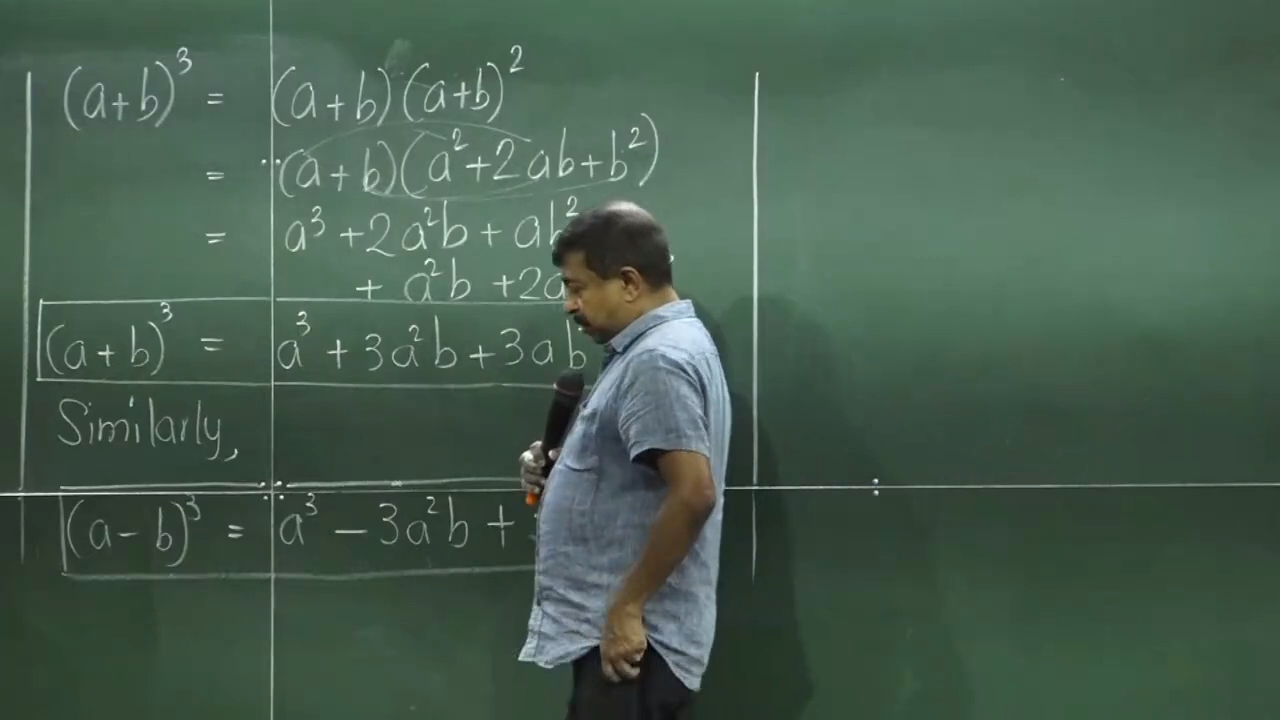 (a+b)³ = (a+b)(a+b)²
= (a+b)(a²+2ab+b²)
= a³+2a²b+ab²
+ a²b +2a
(a+b)³ = a³+3a²b+3ab
Similarly,
(a-b)³ = a³-3a²b+